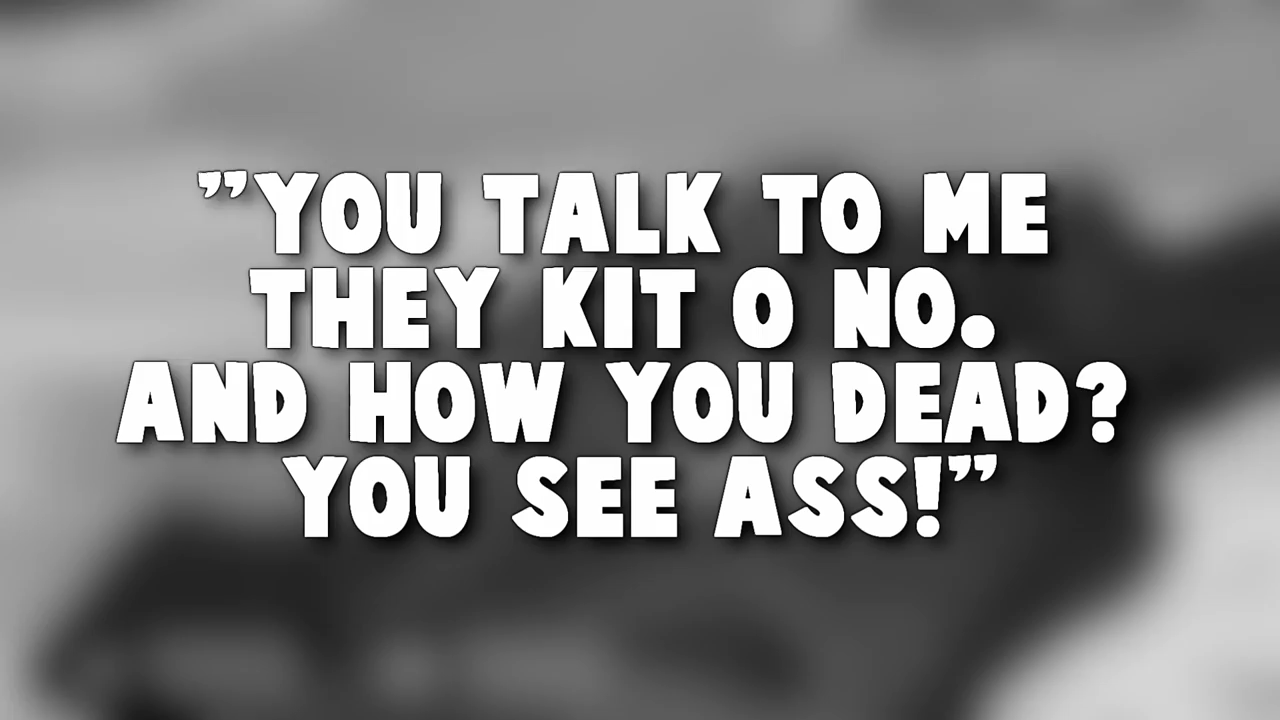 ”YOU TALK TO ME
THEY KIT O NO.
AND HOW YOU DEAD?
YOU SEE ASS!”